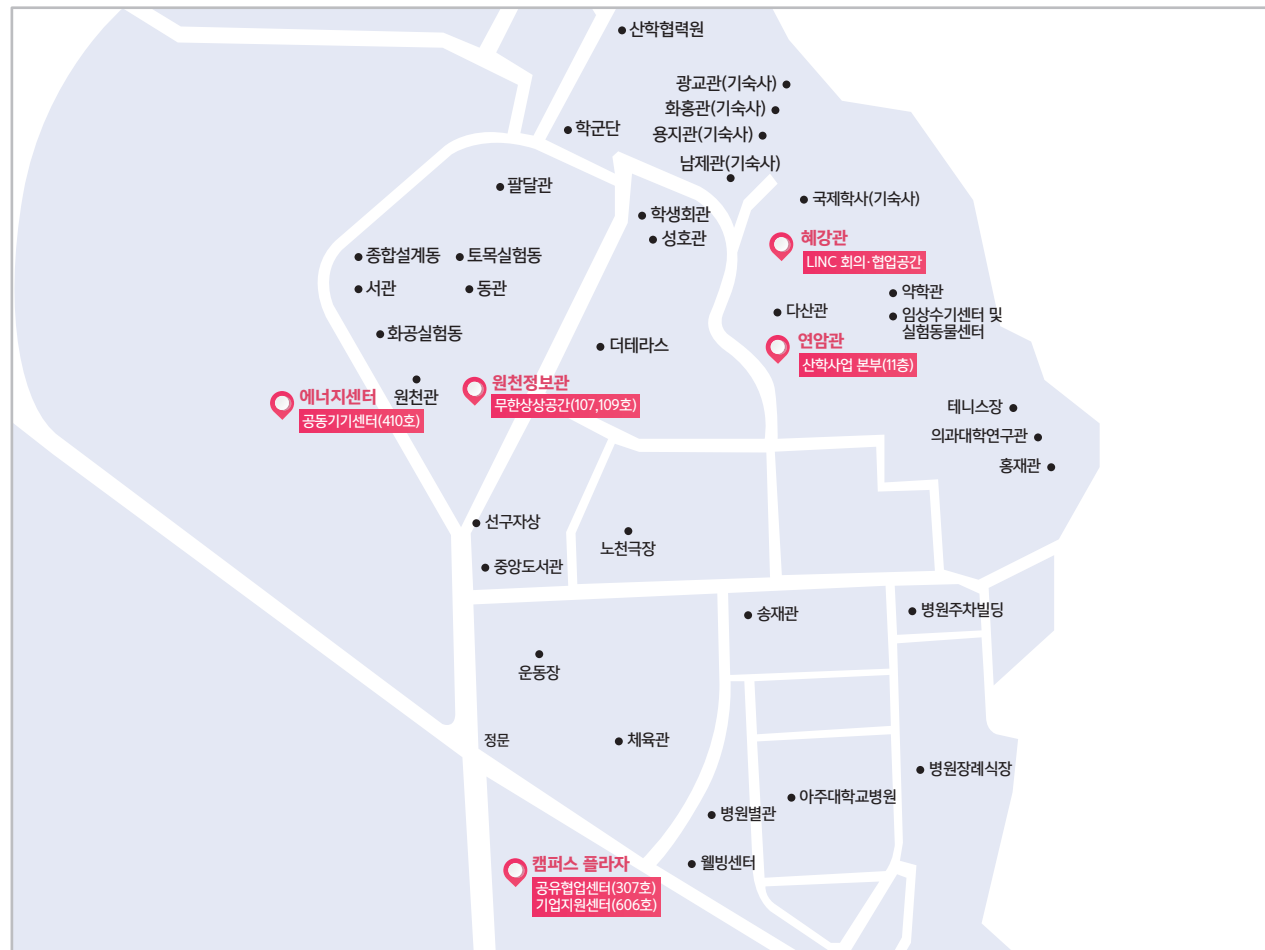 산학협력원
광교관(기숙사)
화홍관(기숙사)
학군단
용지관(기숙사)
남제관(기숙사)
팔달관
국제학사(기숙사)
학생회관
성호관
혜강관
LINC 회의·협업공간
종합설계동
토목실험동
서관
동관
약학관
다산관
임상수기센터 및
실험동물센터
화공실험동
더테라스
연암관
산학사업 본부(11층)
원천관
에너지센터
공동기기센터(410호)
원천정보관
무한상상공간(107,109호)
테니스장
의과대학연구관
홍재관
선구자상
노천극장
중앙도서관
송재관
병원주차빌딩
운동장
정문
체육관
병원장례식장
아주대학교병원
병원별관
웰빙센터
캠퍼스 플라자
공유협업센터(307호)
기업지원센터(606호)